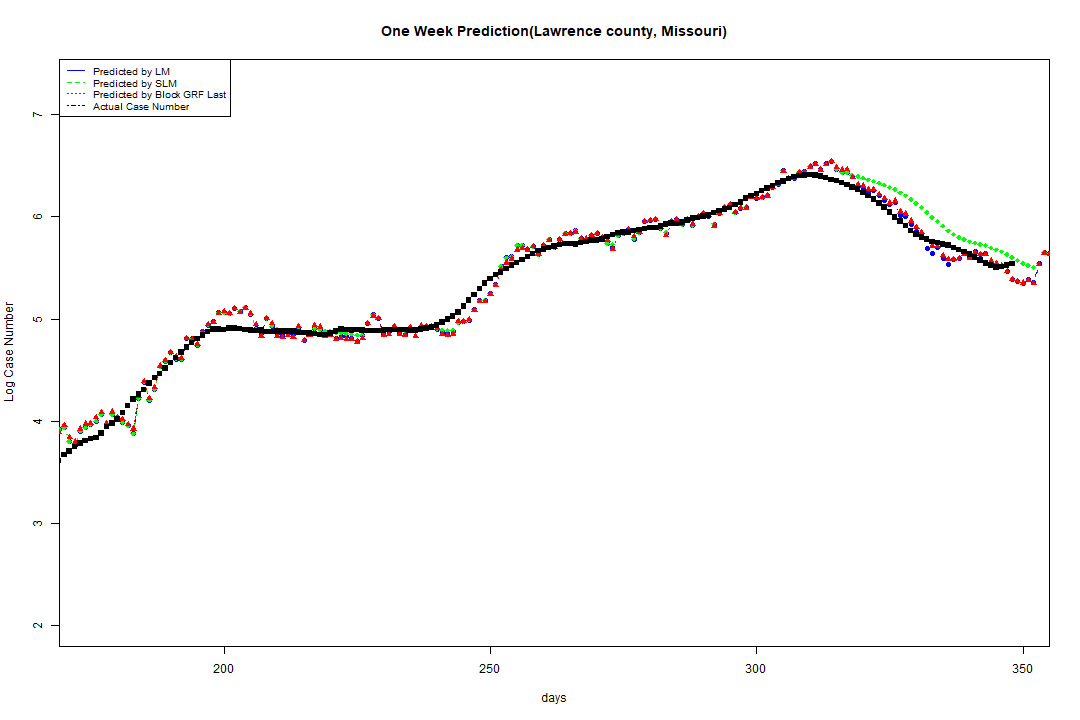 One Week Prediction(Lawrence county, Missouri)
Predicted by LM
Predicted by SLM
Predicted by Block GRF Last
Actual Case Number
7
6
5
4
3
2
Log Case Number
200
250
300
350
days